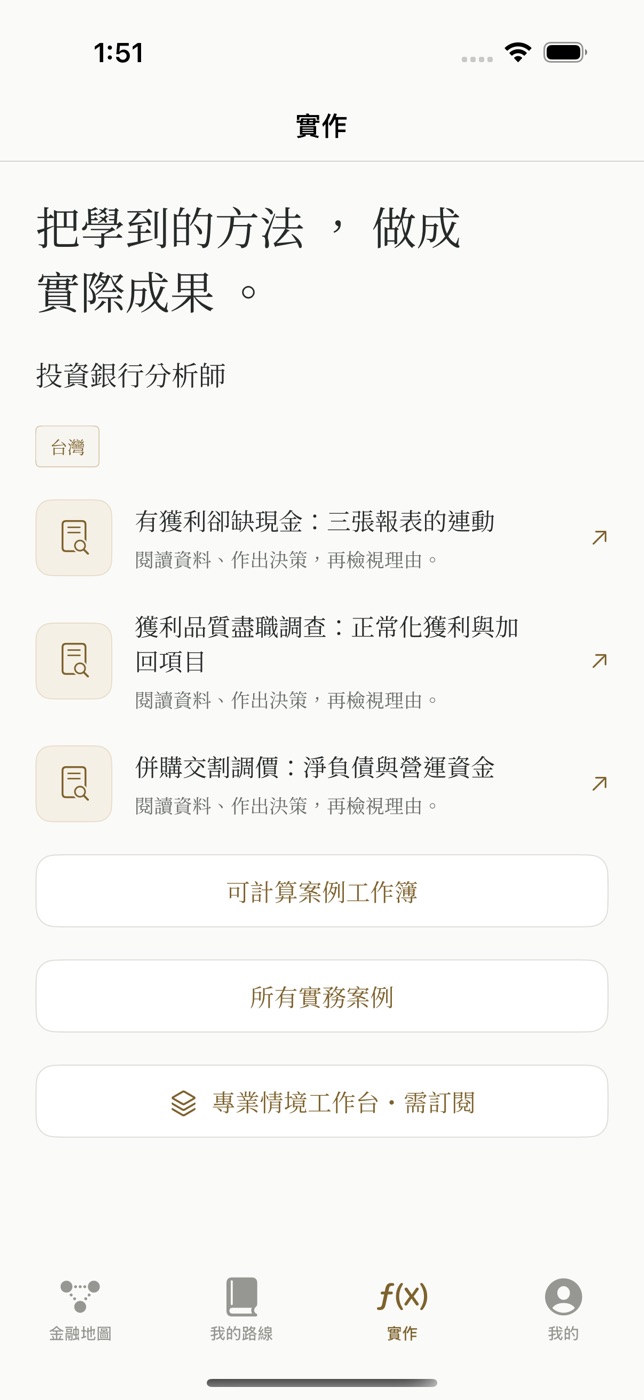 1:51
實作
把學到的方法，做成
實際成果。
投資銀行分析師
台灣
有獲利卻缺現金：三張報表的連動
閱讀資料、作出決策，再檢視理由。
獲利品質盡職調查：正常化獲利與加
回項目
閱讀資料、作出決策，再檢視理由。
併購交割調價：淨負債與營運資金
閱讀資料、作出決策，再檢視理由。
可計算案例工作簿
所有實務案例
專業情境工作台・需訂閱
金融地圖
我的路線
f(x)
實作
我的